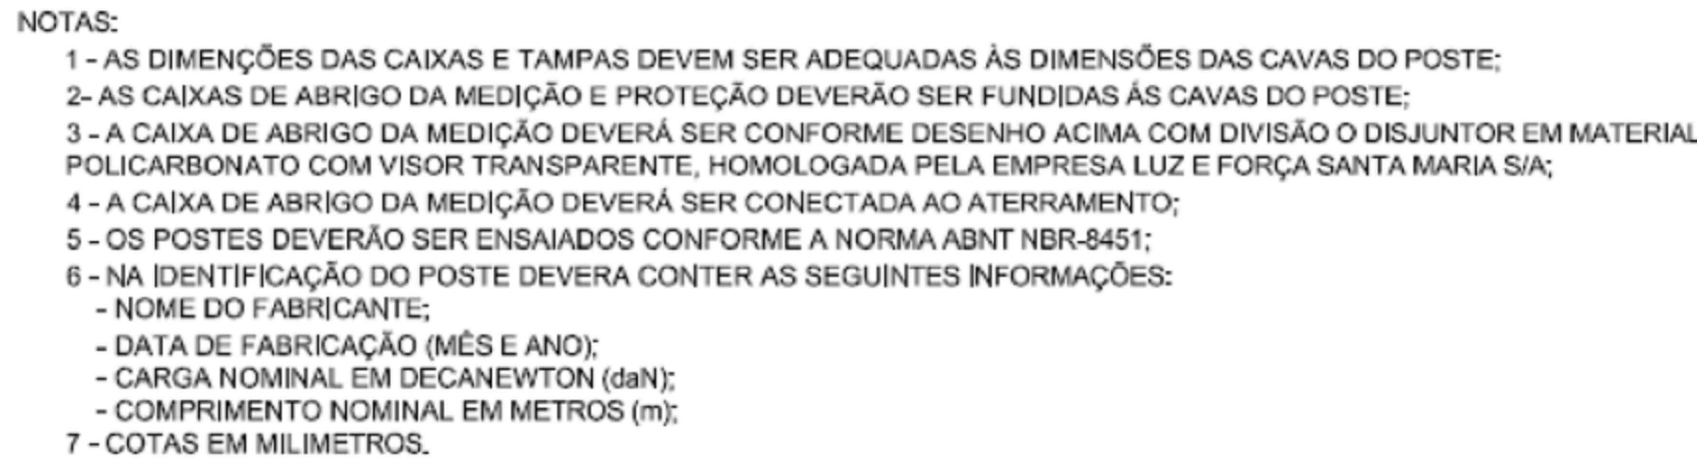 NOTAS:
1 - AS DIMENÇÕES DAS CAIXAS E TAMPAS DEVEM SER ADEQUADAS ÀS DIMENSÕES DAS CAVAS DO POSTE;
2- AS CAIXAS DE ABRIGO DA MEDIÇÃO E PROTEÇÃO DEVERÃO SER FUNDIDAS ÁS CAVAS DO POSTE;
3 - A CAIXA DE ABRIGO DA MEDIÇÃO DEVERÁ SER CONFORME DESENHO ACIMA COM DIVISÃO O DISJUNTOR EM MATERIAL
POLICARBONATO COM VISOR TRANSPARENTE, HOMOLOGADA PELA EMPRESA LUZ E FORÇA SANTA MARIA S/A;
4 - A CAIXA DE ABRIGO DA MEDIÇÃO DEVERÁ SER CONECTADA AO ATERRAMENTO;
5 - OS POSTES DEVERÃO SER ENSAIADOS CONFORME A NORMA ABNT NBR-8451;
6 - NA IDENTIFICAÇÃO DO POSTE DEVERA CONTER AS SEGUINTES INFORMAÇÕES:
- NOME DO FABRICANTE;
- DATA DE FABRICAÇÃO (MÊS E ANO);
- CARGA NOMINAL EM DECANEWTON (daN);
- COMPRIMENTO NOMINAL EM METROS (m);
7 - COTAS EM MILIMETROS.